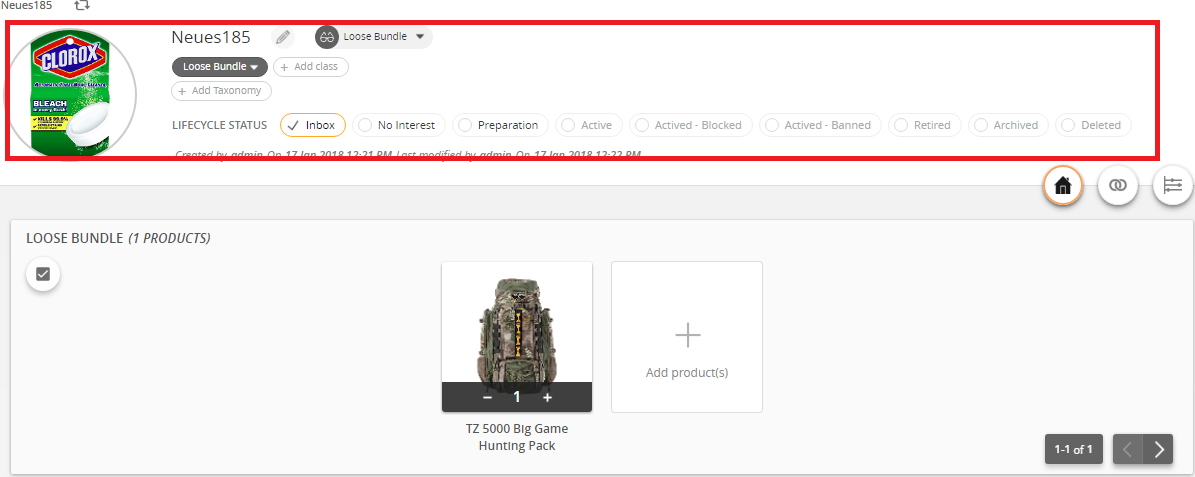 Neues185
Neues185
Loose Bundle
Loose Bundle
+ Add class
+ Add Taxonomy
CLOROX
BLEACH
KILLS 99.9%
LIFECYCLE STATUS
Inbox
No Interest
Preparation
Active
Actived - Blocked
Actived - Banned
Retired
Archived
Deleted
Created by admin On 17 Jan 2018 12:21 PM Last modified by admin On 17 Jan 2018 12:22 PM
LOOSE BUNDLE (1 PRODUCTS)
− 1 +
TZ 5000 Big Game
Hunting Pack
Add product(s)
1-1 of 1